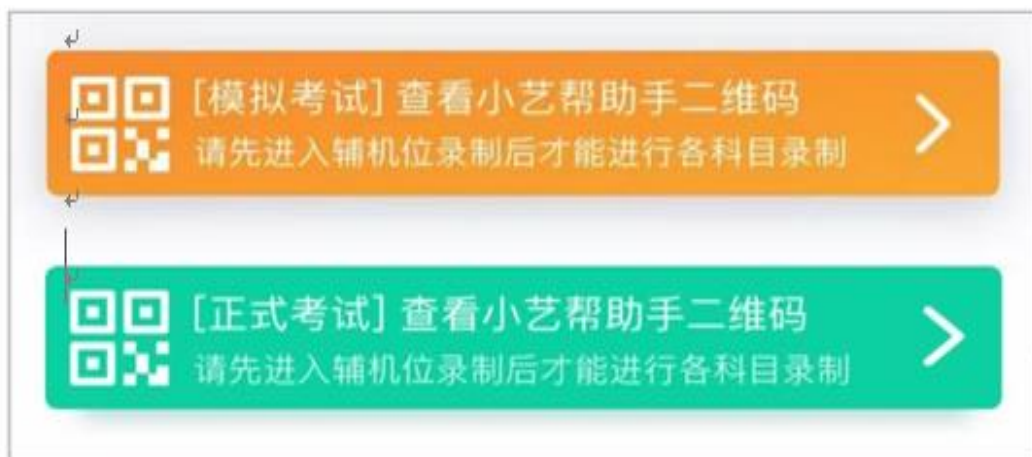 [模拟考试] 查看小艺帮助手二维码
请先进入辅机位录制后才能进行各科目录制
[正式考试] 查看小艺帮助手二维码
请先进入辅机位录制后才能进行各科目录制